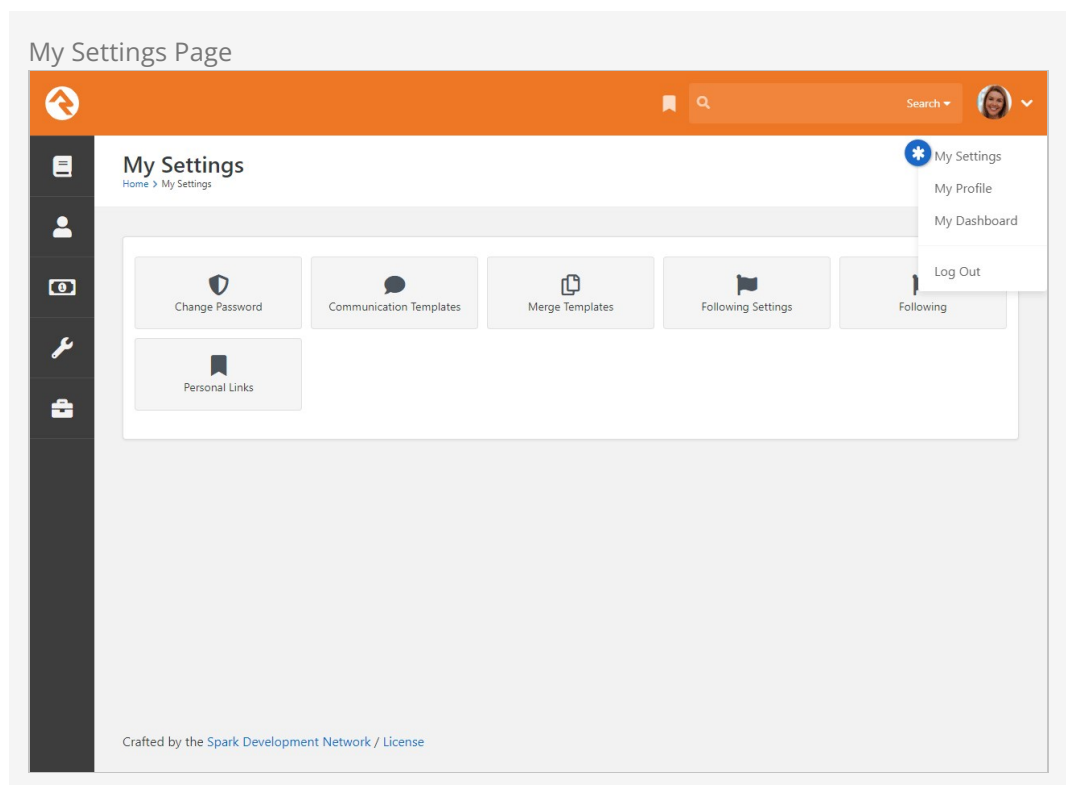 My Settings Page
Search
My Settings
Home > My Settings
My Settings
My Profile
My Dashboard
Log Out
Change Password
Communication Templates
Merge Templates
Following Settings
Following
Personal Links
Crafted by the Spark Development Network / License